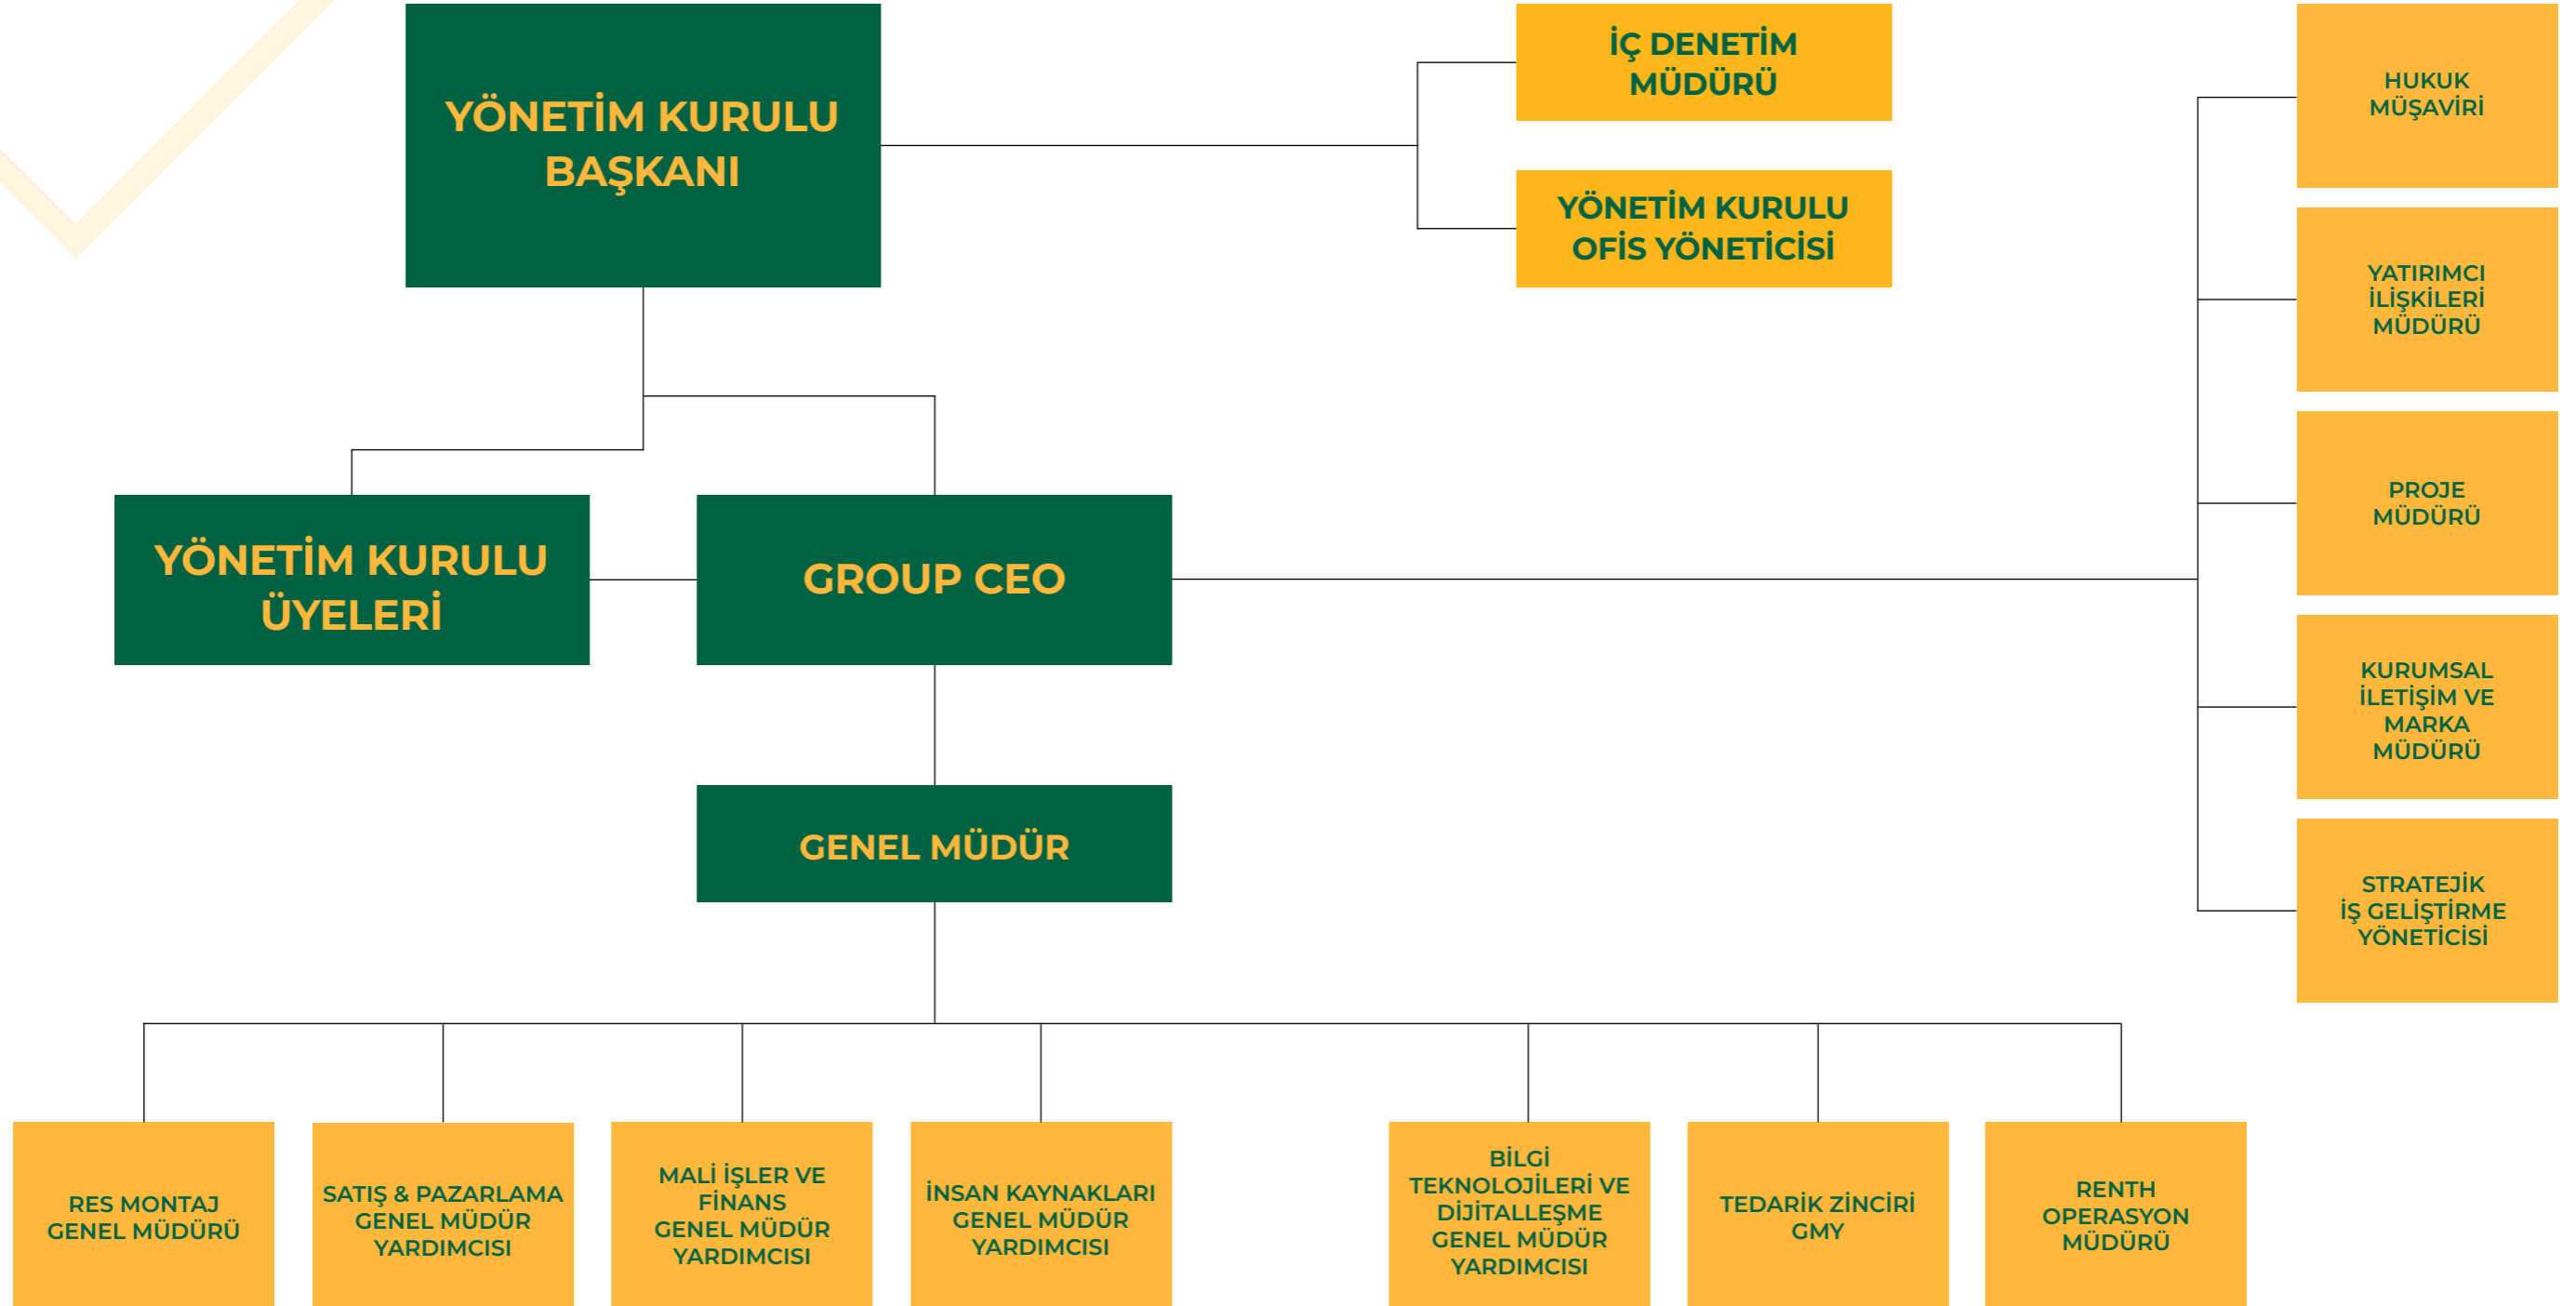 YÖNETİM KURULU
BAŞKANI
İÇ DENETİM
MÜDÜRÜ
YÖNETİM KURULU
OFİS YÖNETİCİSİ
HUKUK
MÜŞAVİRİ
YATIRIMCI
İLİŞKİLERİ
MÜDÜRÜ
PROJE
MÜDÜRÜ
KURUMSAL
İLETİŞİM VE
MARKA
MÜDÜRÜ
STRATEJİK
İŞ GELİŞTİRME
YÖNETİCİSİ
YÖNETİM KURULU
ÜYELERİ
GROUP CEO
GENEL MÜDÜR
RES MONTAJ
GENEL MÜDÜRÜ
SATIŞ & PAZARLAMA
GENEL MÜDÜR
YARDIMCISI
MALİ İŞLER VE
FİNANS
GENEL MÜDÜR
YARDIMCISI
İNSAN KAYNAKLARI
GENEL MÜDÜR
YARDIMCISI
BİLGİ
TEKNOLOJİLERİ VE
DİJİTALLEŞME
GENEL MÜDÜR
YARDIMCISI
TEDARİK ZİNCİRİ
GMY
RENTH
OPERASYON
MÜDÜRÜ